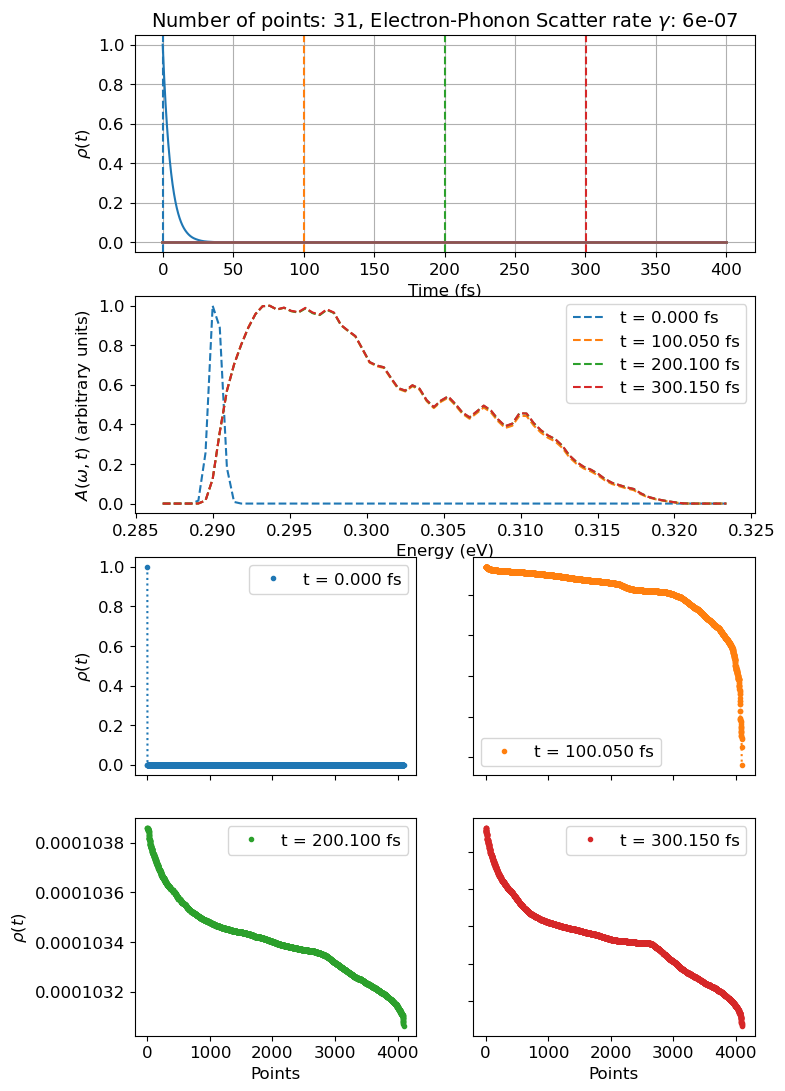 Number of points: 31, Electron-Phonon Scatter rate γ: 6e-07
1.0
0.8
0.6
0.4
0.2
0.0
ρ(t)
0 50 100 150 200 250 300 350 400
Time (fs)
1.0
0.8
0.6
0.4
0.2
0.0
A(ω, t) (arbitrary units)
t = 0.000 fs
t = 100.050 fs
t = 200.100 fs
t = 300.150 fs
0.285 0.290 0.295 0.300 0.305 0.310 0.315 0.320 0.325
Energy (eV)
1.0
0.8
0.6
0.4
0.2
0.0
ρ(t)
t = 0.000 fs
t = 100.050 fs
0.0001038
0.0001036
0.0001034
0.0001032
ρ(t)
t = 200.100 fs
0 1000 2000 3000 4000
Points
t = 300.150 fs
0 1000 2000 3000 4000
Points